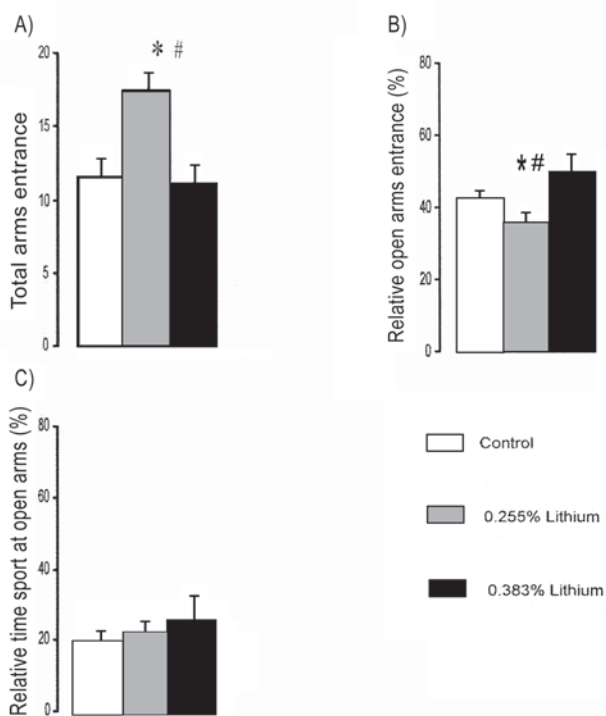 A)
* #
Total arms entrance
20
15
10
5
0
B)
*#
Relative open arms entrance (%)
80
60
40
20
0
C)
Relative time sport at open arms (%)
80
60
40
20
0
Control
0.255% Lithium
0.383% Lithium